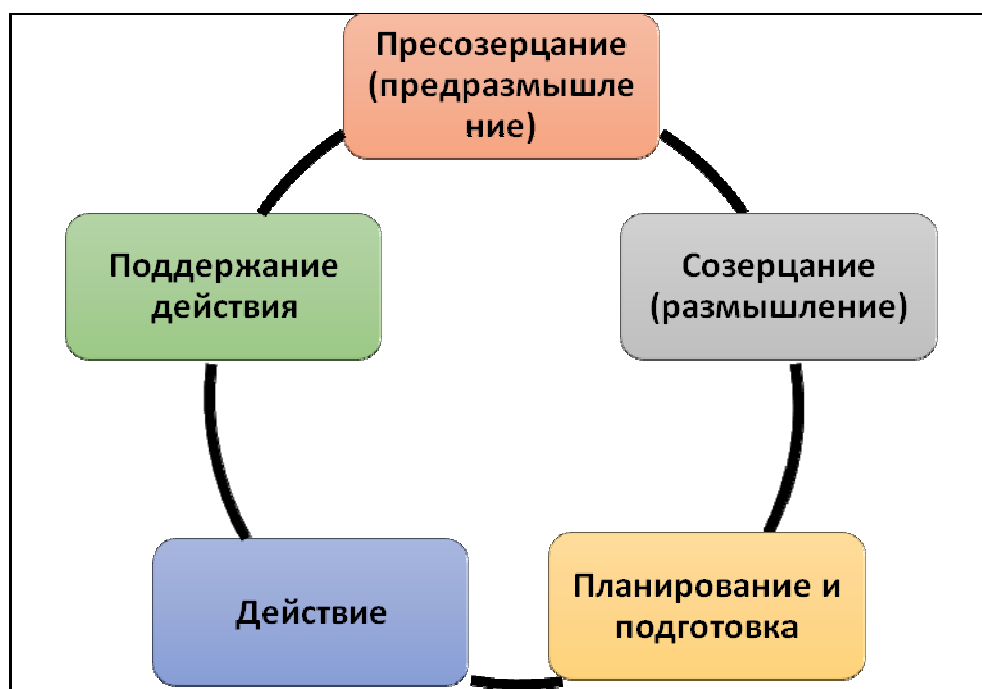 Пресозерцание
(предразмышле
ние)
Созерцание
(размышление)
Планирование и
подготовка
Действие
Поддержание
действия